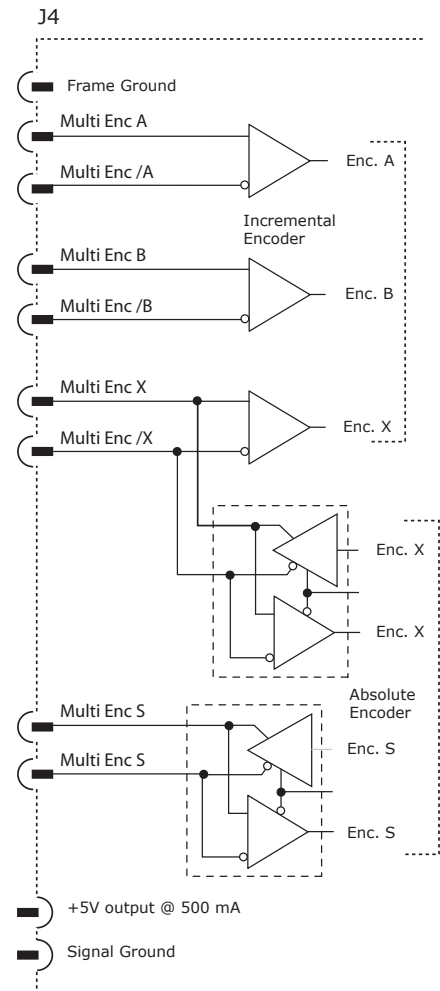 J4
Frame Ground
Multi Enc A
Enc. A
Multi Enc /A
Incremental
Encoder
Multi Enc B
Enc. B
Multi Enc /B
Multi Enc X
Enc. X
Multi Enc /X
Enc. X
Enc. X
Absolute
Encoder
Multi Enc S
Enc. S
Multi Enc S
Enc. S
+5V output @ 500 mA
Signal Ground